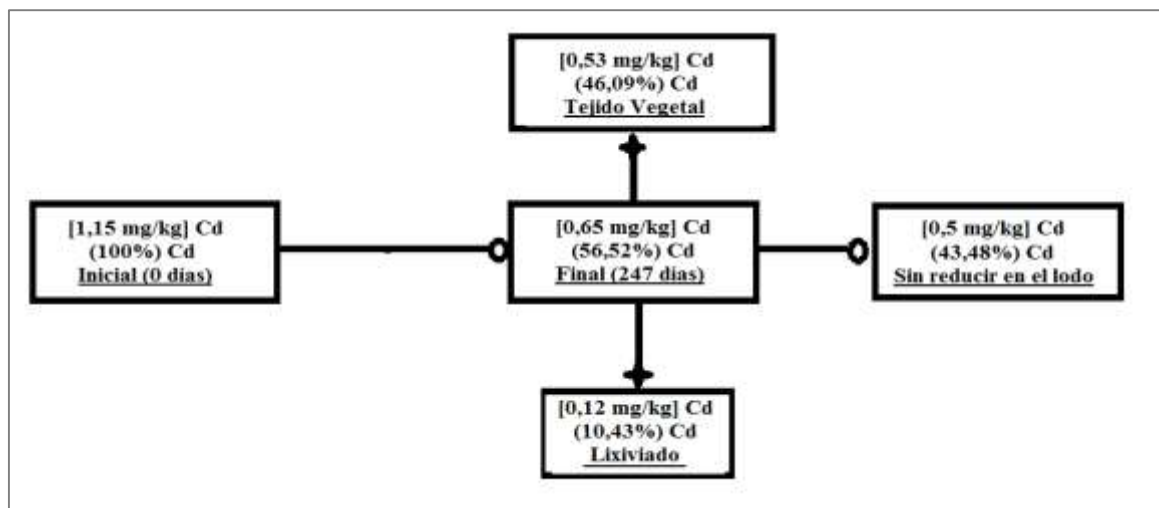 [0,53 mg/kg] Cd
(46,09%) Cd
Tejido Vegetal
[1,15 mg/kg] Cd
(100%) Cd
Inicial (0 días)
[0,65 mg/kg] Cd
(56,52%) Cd
Final (247 días)
[0,5 mg/kg] Cd
(43,48%) Cd
Sin reducir en el lodo
[0,12 mg/kg] Cd
(10,43%) Cd
Lixiviado